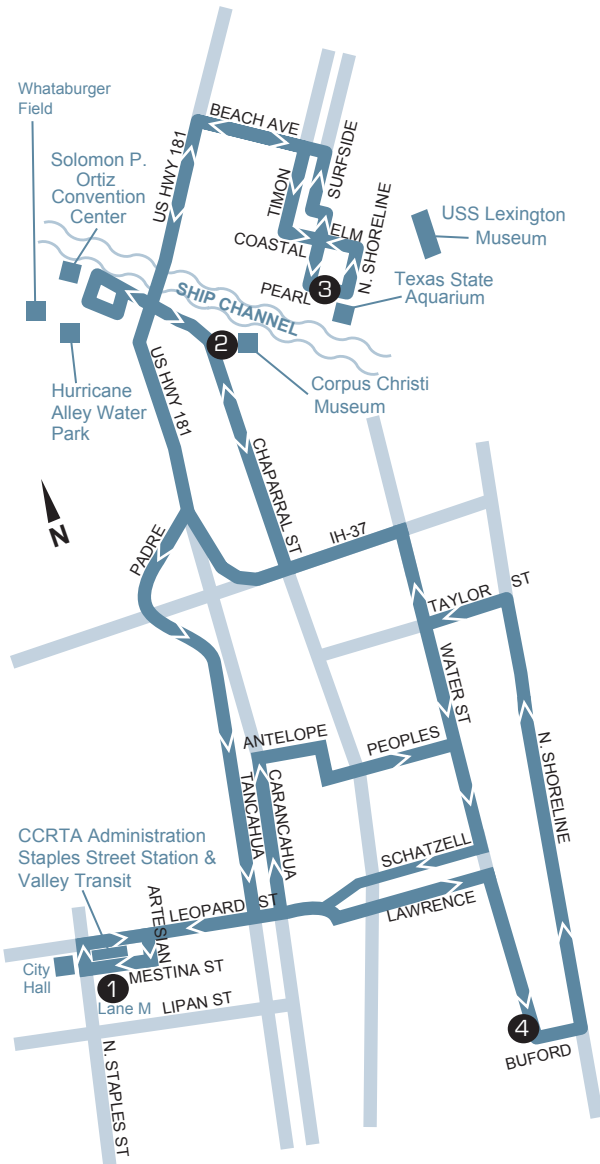 Whataburger
Field
Solomon P.
Ortiz
Convention
Center
BEACH AVE
US HWY 181
TIMON
SURFSIDE
ELM
COASTAL
N. SHORELINE
PEARL
3
USS Lexington
Museum
Texas State
Aquarium
SHIP CHANNEL
2
Corpus Christi
Museum
Hurricane
Alley Water
Park
US HWY 181
CHAPARRAL ST
N
PADRE
IH-37
TAYLOR ST
WATER ST
N. SHORELINE
ANTELOPE
PEOPLES
TANCAHUA
CARANCAHUA
SCHATZELL
LAWRENCE
CCRTA Administration
Staples Street Station &
Valley Transit
ARTESIAN
LEOPARD ST
City
Hall
MESTINA ST
1
Lane M
LIPAN ST
N. STAPLES ST
4
BUFORD